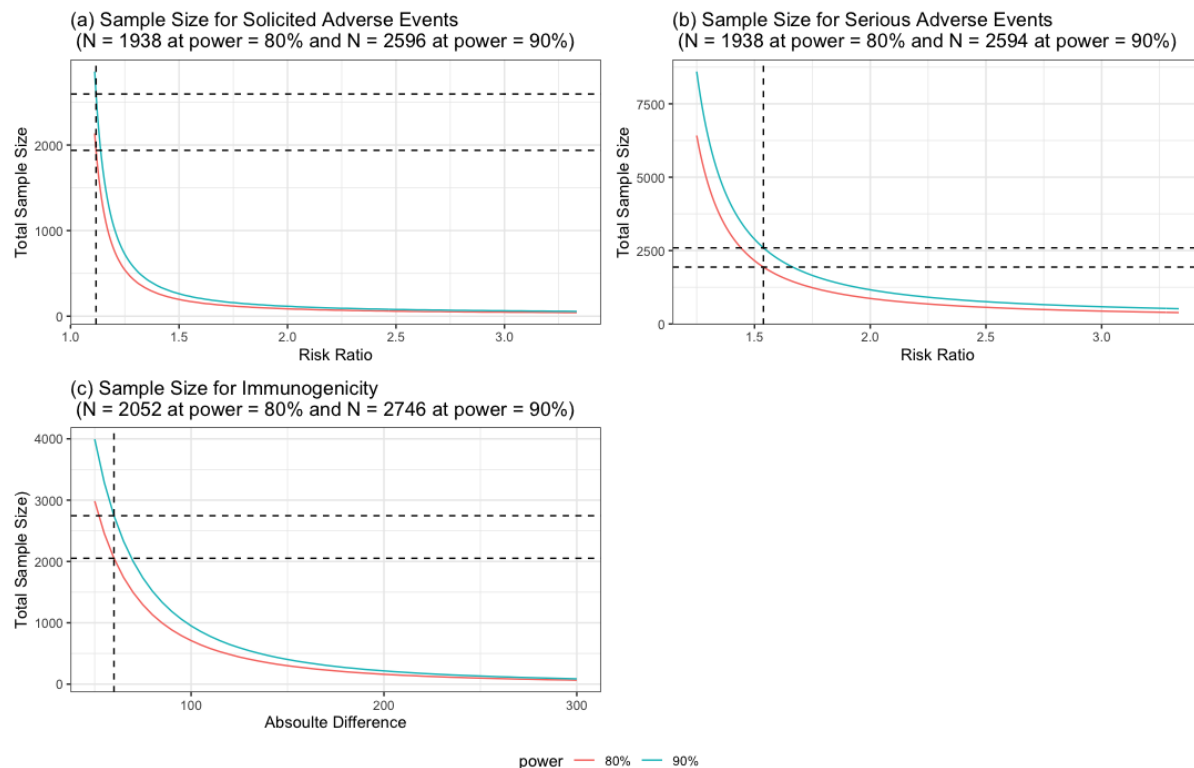 (a) Sample Size for Solicited Adverse Events
(N = 1938 at power = 80% and N = 2596 at power = 90%)
Total Sample Size
2000
1000
0
1.0 1.5 2.0 2.5 3.0
Risk Ratio
(b) Sample Size for Serious Adverse Events
(N = 1938 at power = 80% and N = 2594 at power = 90%)
Total Sample Size
7500
5000
2500
0
1.5 2.0 2.5 3.0
Risk Ratio
(c) Sample Size for Immunogenicity
(N = 2052 at power = 80% and N = 2746 at power = 90%)
Total Sample Size)
4000
3000
2000
1000
0
100 200 300
Absoulte Difference
power 80% 90%